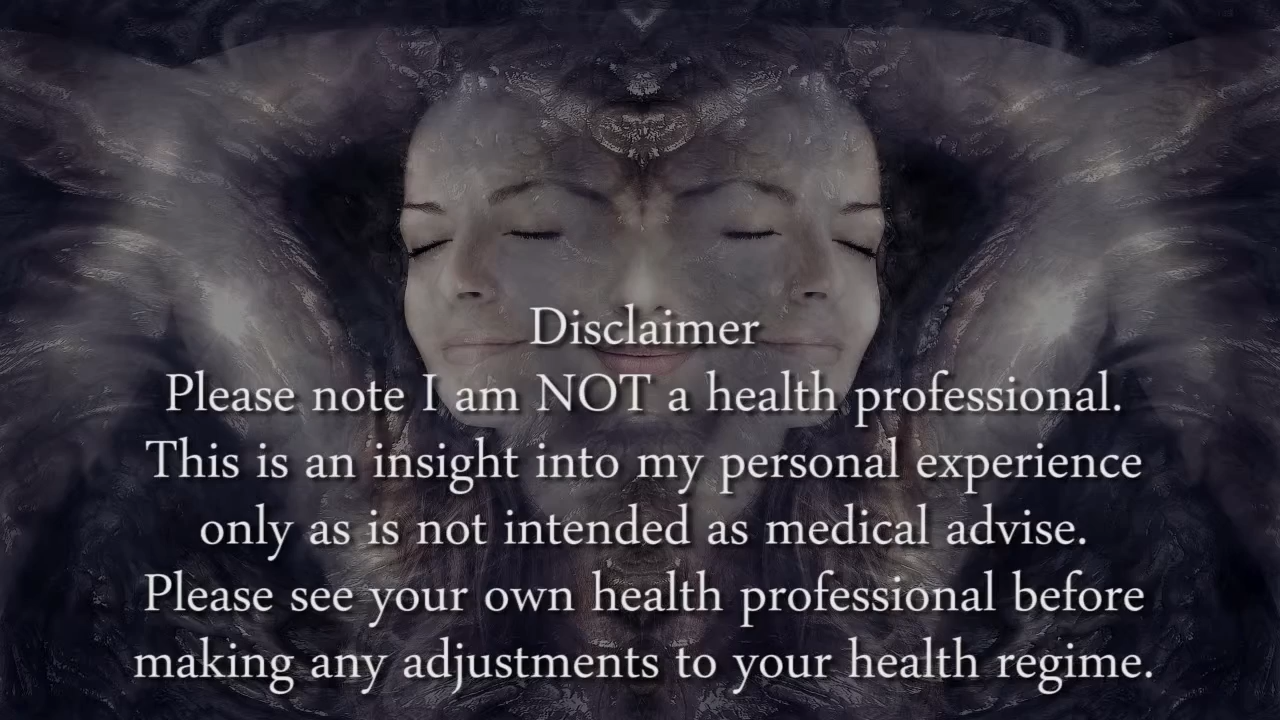 Disclaimer
Please note I am NOT a health professional.
This is an insight into my personal experience
only as is not intended as medical advise.
Please see your own health professional before
making any adjustments to your health regime.